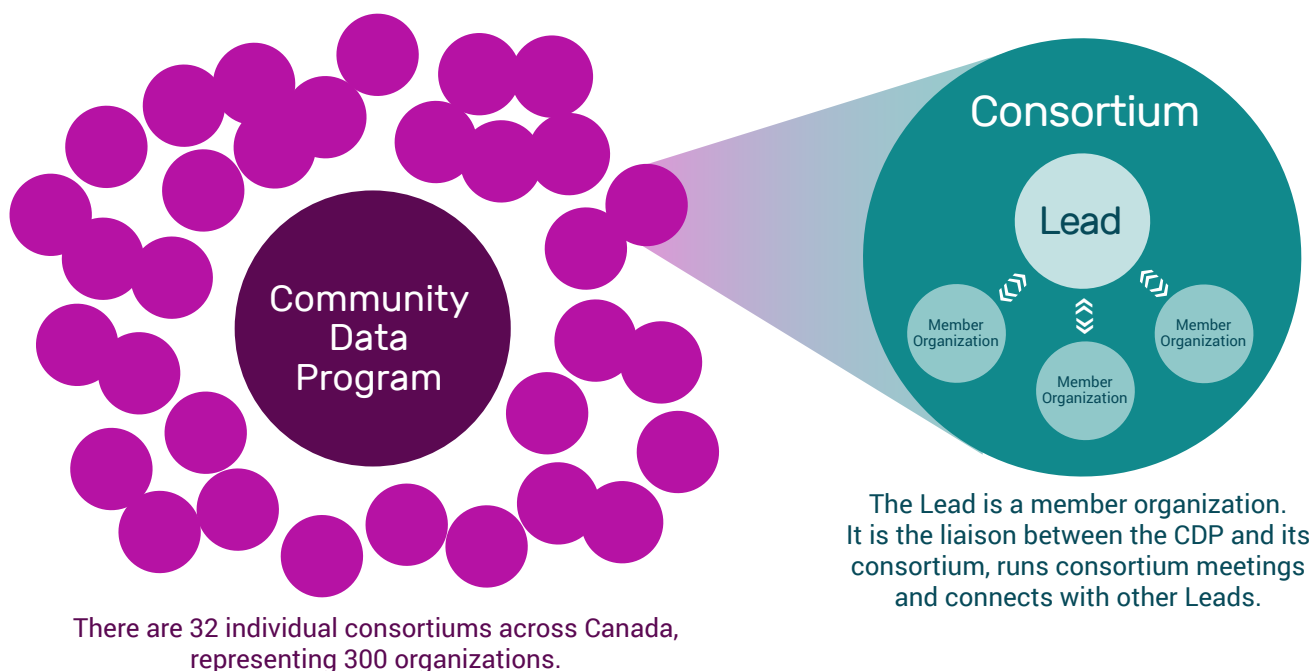 Community
Data
Program
There are 32 individual consortiums across Canada,
representing 300 organizations.
Consortium
Lead
Member
Organization
Member
Organization
Member
Organization
The Lead is a member organization.
It is the liaison between the CDP and its
consortium, runs consortium meetings
and connects with other Leads.